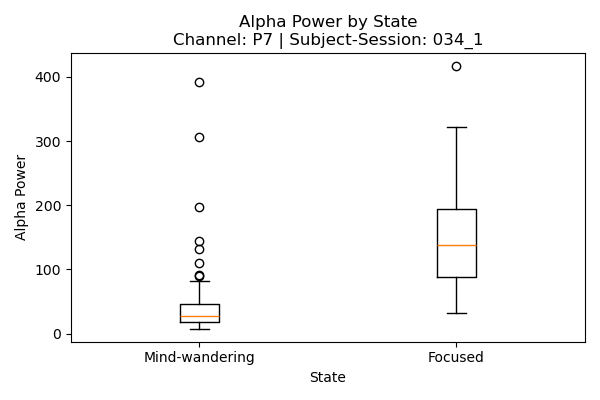 Alpha Power by State
Channel: P7 | Subject-Session: 034_1
Alpha Power
400
300
200
100
0
Mind-wandering
Focused
State